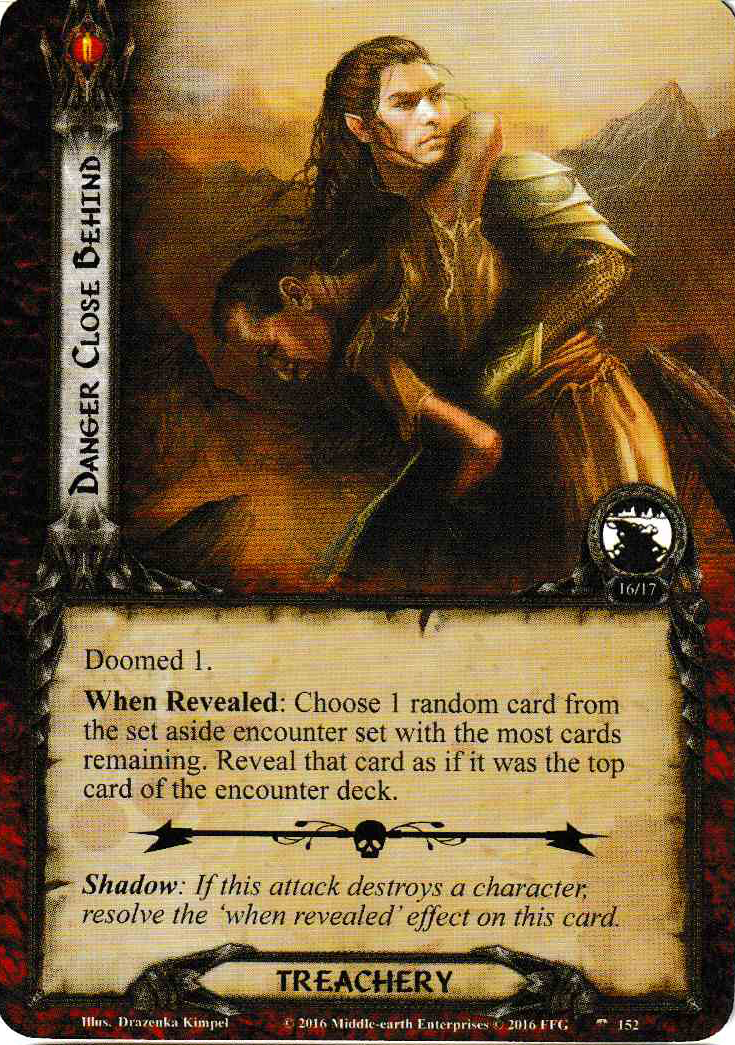 DANGER CLOSE BEHIND
16/17
Doomed 1.
When Revealed: Choose 1 random card from
the set aside encounter set with the most cards
remaining. Reveal that card as if it was the top
card of the encounter deck.
Shadow: If this attack destroys a character,
resolve the ‘when revealed’ effect on this card.
TREACHERY
Illus. Drazenka Kimpel © 2016 Middle-earth Enterprises © 2016 FFG 152